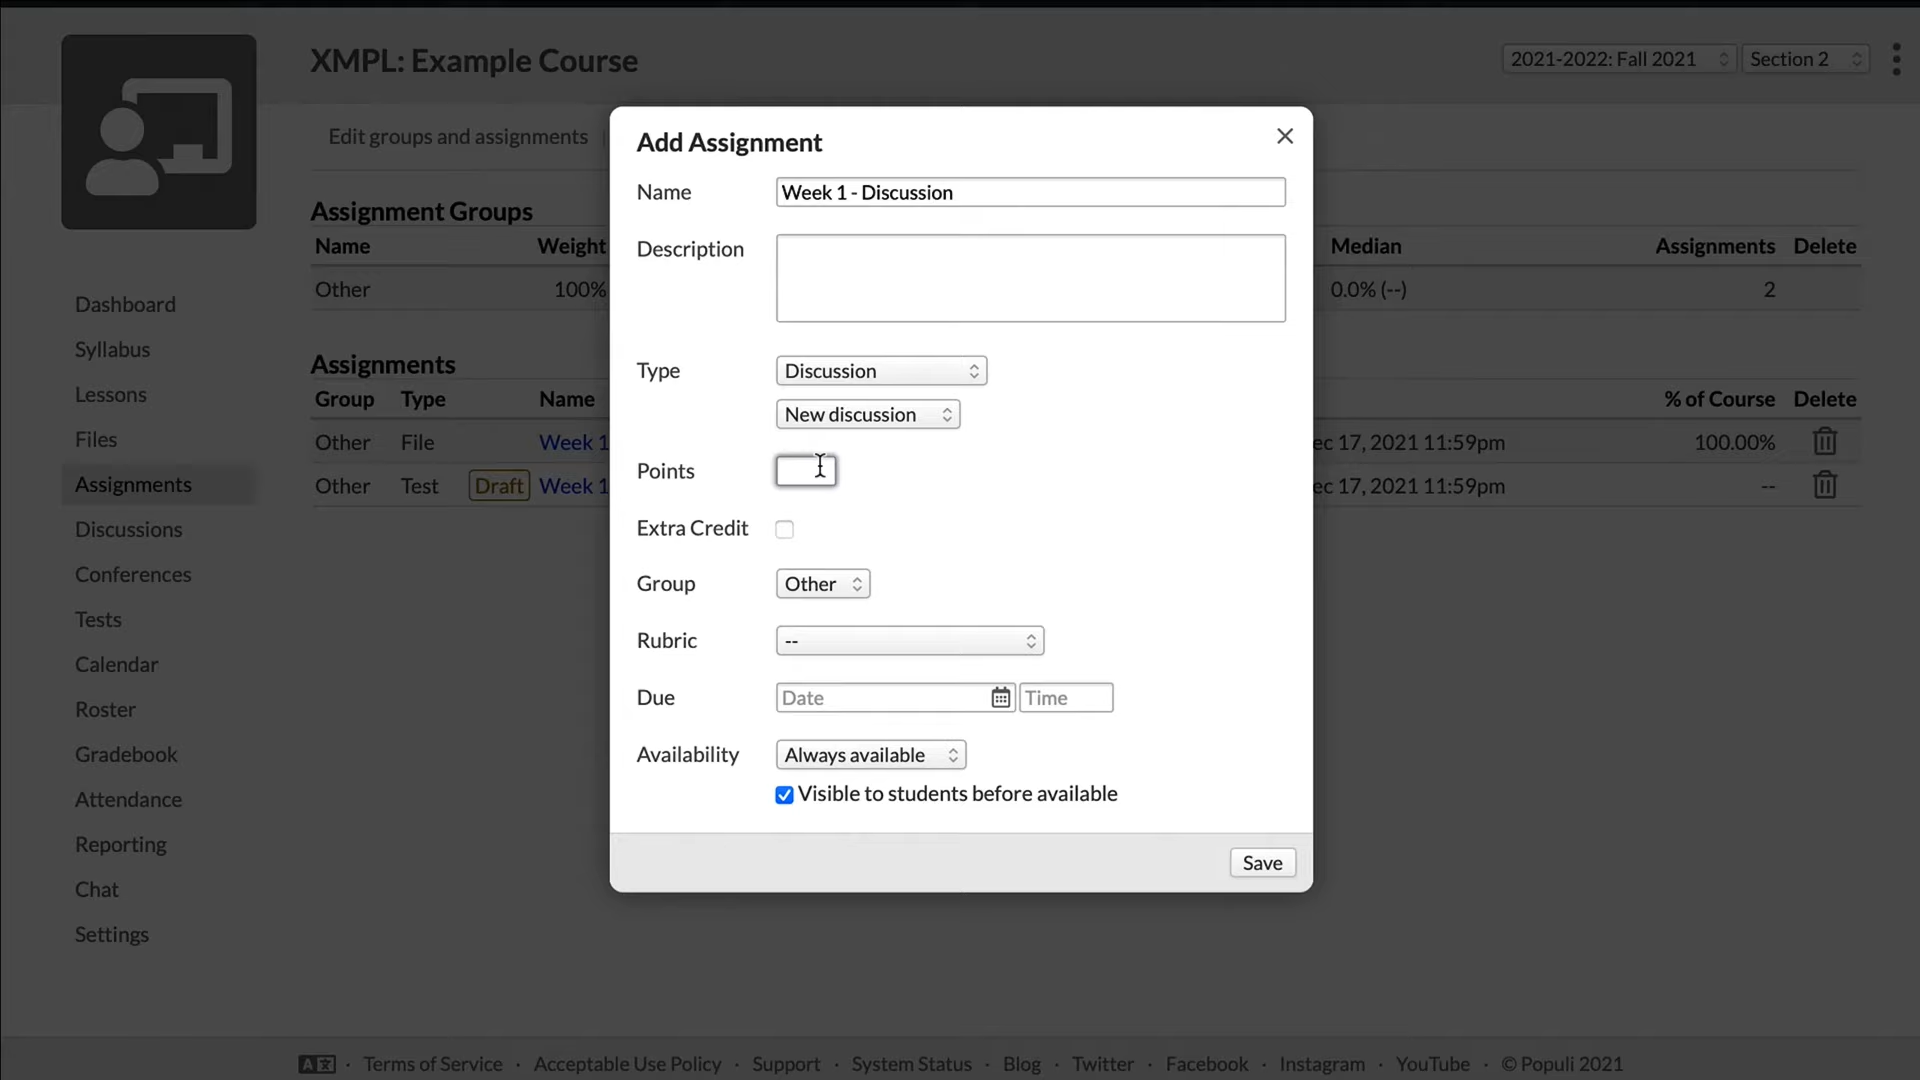 XMPL: Example Course
2021-2022: Fall 2021 Section 2
Edit groups and assignments
Assignment Groups
Name Weight Median Assignments Delete
Other 100% 0.0% (--) 2
Assignments
Group Type Name % of Course Delete
Other File Week 1 ec 17, 2021 11:59pm 100.00%
Other Test Draft Week 1 ec 17, 2021 11:59pm --
Dashboard
Syllabus
Lessons
Files
Assignments
Discussions
Conferences
Tests
Calendar
Roster
Gradebook
Attendance
Reporting
Chat
Settings
Add Assignment
Name Week 1 - Discussion
Description
Type Discussion
New discussion
Points
Extra Credit
Group Other
Rubric --
Due Date Time
Availability Always available
Visible to students before available
Save
A文 · Terms of Service · Acceptable Use Policy · Support · System Status · Blog · Twitter · Facebook · Instagram · YouTube · © Populi 2021